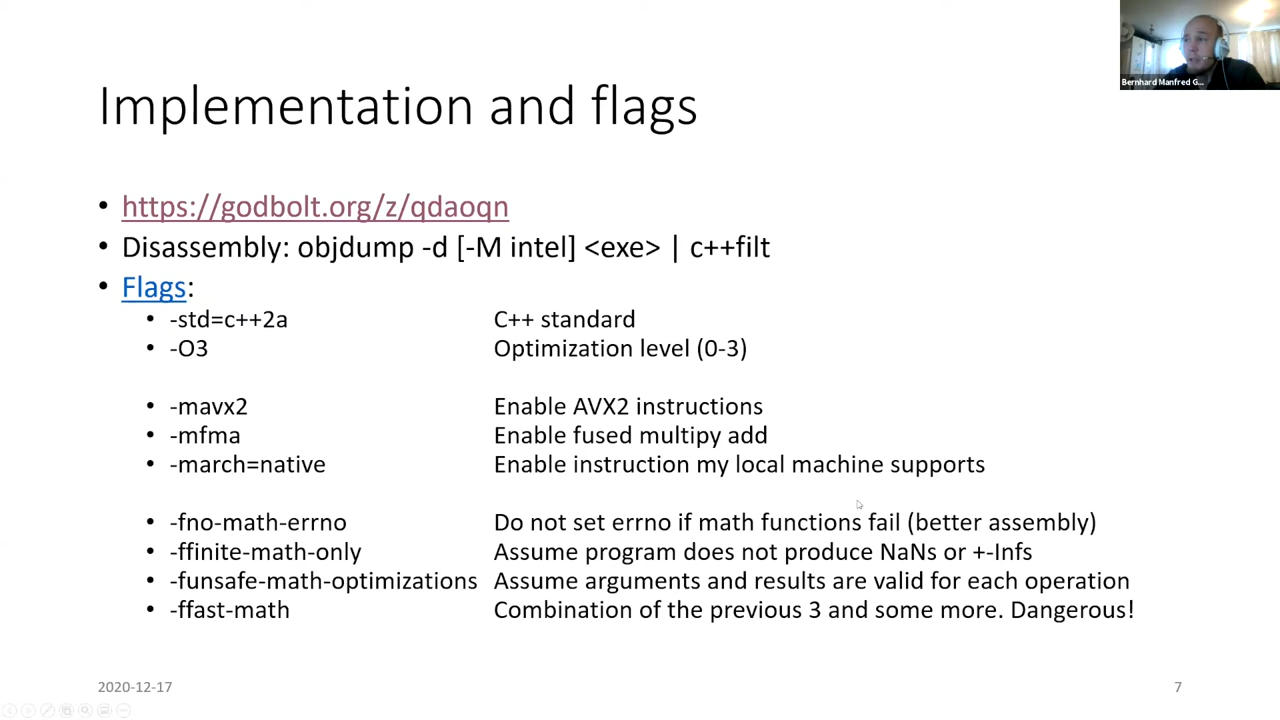 Bernhard Manfred G...
Implementation and flags
• https://godbolt.org/z/qdaoqn
• Disassembly: objdump -d [-M intel] <exe> | c++filt
• Flags:
• -std=c++2a C++ standard
• -O3 Optimization level (0-3)
• -mavx2 Enable AVX2 instructions
• -mfma Enable fused multipy add
• -march=native Enable instruction my local machine supports
• -fno-math-errno Do not set errno if math functions fail (better assembly)
• -ffinite-math-only Assume program does not produce NaNs or +-Infs
• -funsafe-math-optimizations Assume arguments and results are valid for each operation
• -ffast-math Combination of the previous 3 and some more. Dangerous!
2020-12-17 7